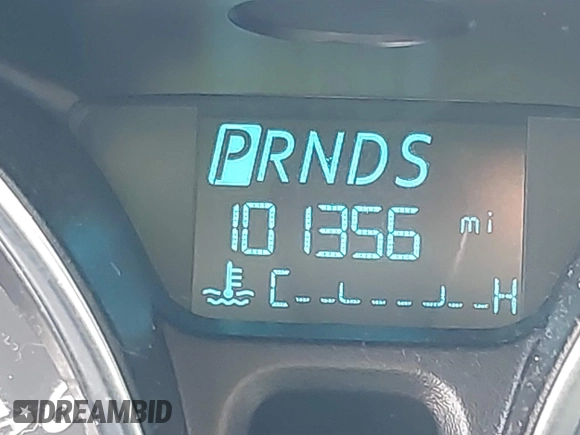 PRNDS
101356 mi
C H
DREAMBID